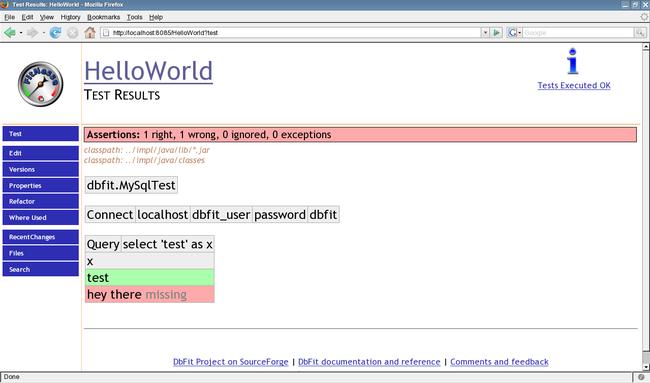 Test Results: HelloWorld - Mozilla Firefox
File Edit View History Bookmarks Tools Help
http://localhost:8085/HelloWorld?test
Google
FitNesse
HelloWorld
TEST RESULTS
Tests Executed OK
Test
Edit
Versions
Properties
Refactor
Where Used
RecentChanges
Files
Search
Assertions: 1 right, 1 wrong, 0 ignored, 0 exceptions
classpath: ../impl/java/lib/*.jar
classpath: ../impl/java/classes
dbfit.MySqlTest
Connect localhost dbfit_user password dbfit
Query select 'test' as x
x
test
hey there missing
DbFit Project on SourceForge | DbFit documentation and reference | Comments and feedback
Done